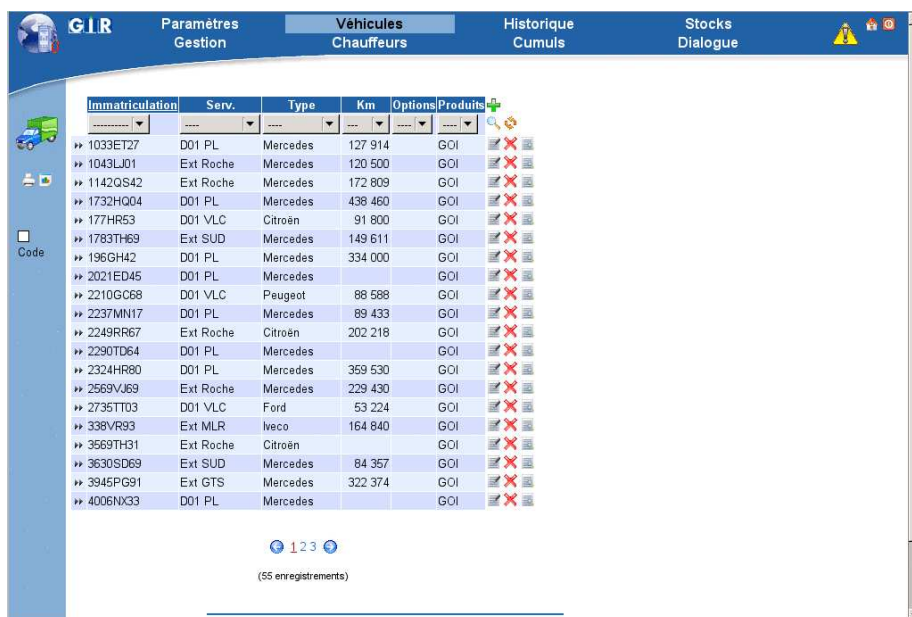 GIR Paramètres Véhicules Historique Stocks
Gestion Chauffeurs Cumuls Dialogue
Immatriculation Serv. Type Km Options Produits
---------- ---- ---- --- ---- ----
1033ET27 D01 PL Mercedes 127 914 GOI
1043LJ01 Ext Roche Mercedes 120 500 GOI
1142QS42 Ext Roche Mercedes 172 809 GOI
1732HQ04 D01 PL Mercedes 438 460 GOI
177HR53 D01 VLC Citroën 91 800 GOI
1783TH69 Ext SUD Mercedes 149 611 GOI
196GH42 D01 PL Mercedes 334 000 GOI
2021ED45 D01 PL Mercedes GOI
2210GC68 D01 VLC Peugeot 88 588 GOI
2237MN17 D01 PL Mercedes 89 433 GOI
2249RR67 Ext Roche Citroën 202 218 GOI
2290TD64 D01 PL Mercedes GOI
2324HR80 D01 PL Mercedes 359 530 GOI
2569VJ69 Ext Roche Mercedes 229 430 GOI
2735TT03 D01 VLC Ford 53 224 GOI
338VR93 Ext MLR Iveco 164 840 GOI
3569TH31 Ext Roche Citroën GOI
3630SD69 Ext SUD Mercedes 84 357 GOI
3945PG91 Ext GTS Mercedes 322 374 GOI
4006NX33 D01 PL Mercedes GOI
Code
1 2 3
(55 enregistrements)